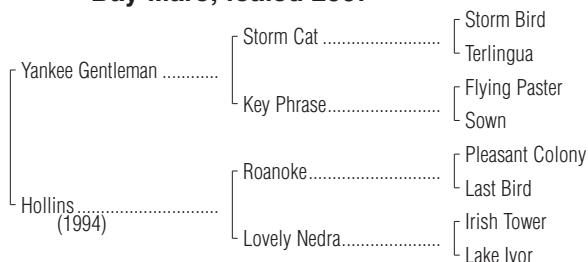 Bay Mare; foaled 2007
Storm Bird
Storm Cat ........................
Terlingua
Yankee Gentleman ............
Flying Paster
Key Phrase......................
Sown
Pleasant Colony
Roanoke..........................
Last Bird
Hollins..............................
(1994)
Irish Tower
Lovely Nedra....................
Lake Ivor